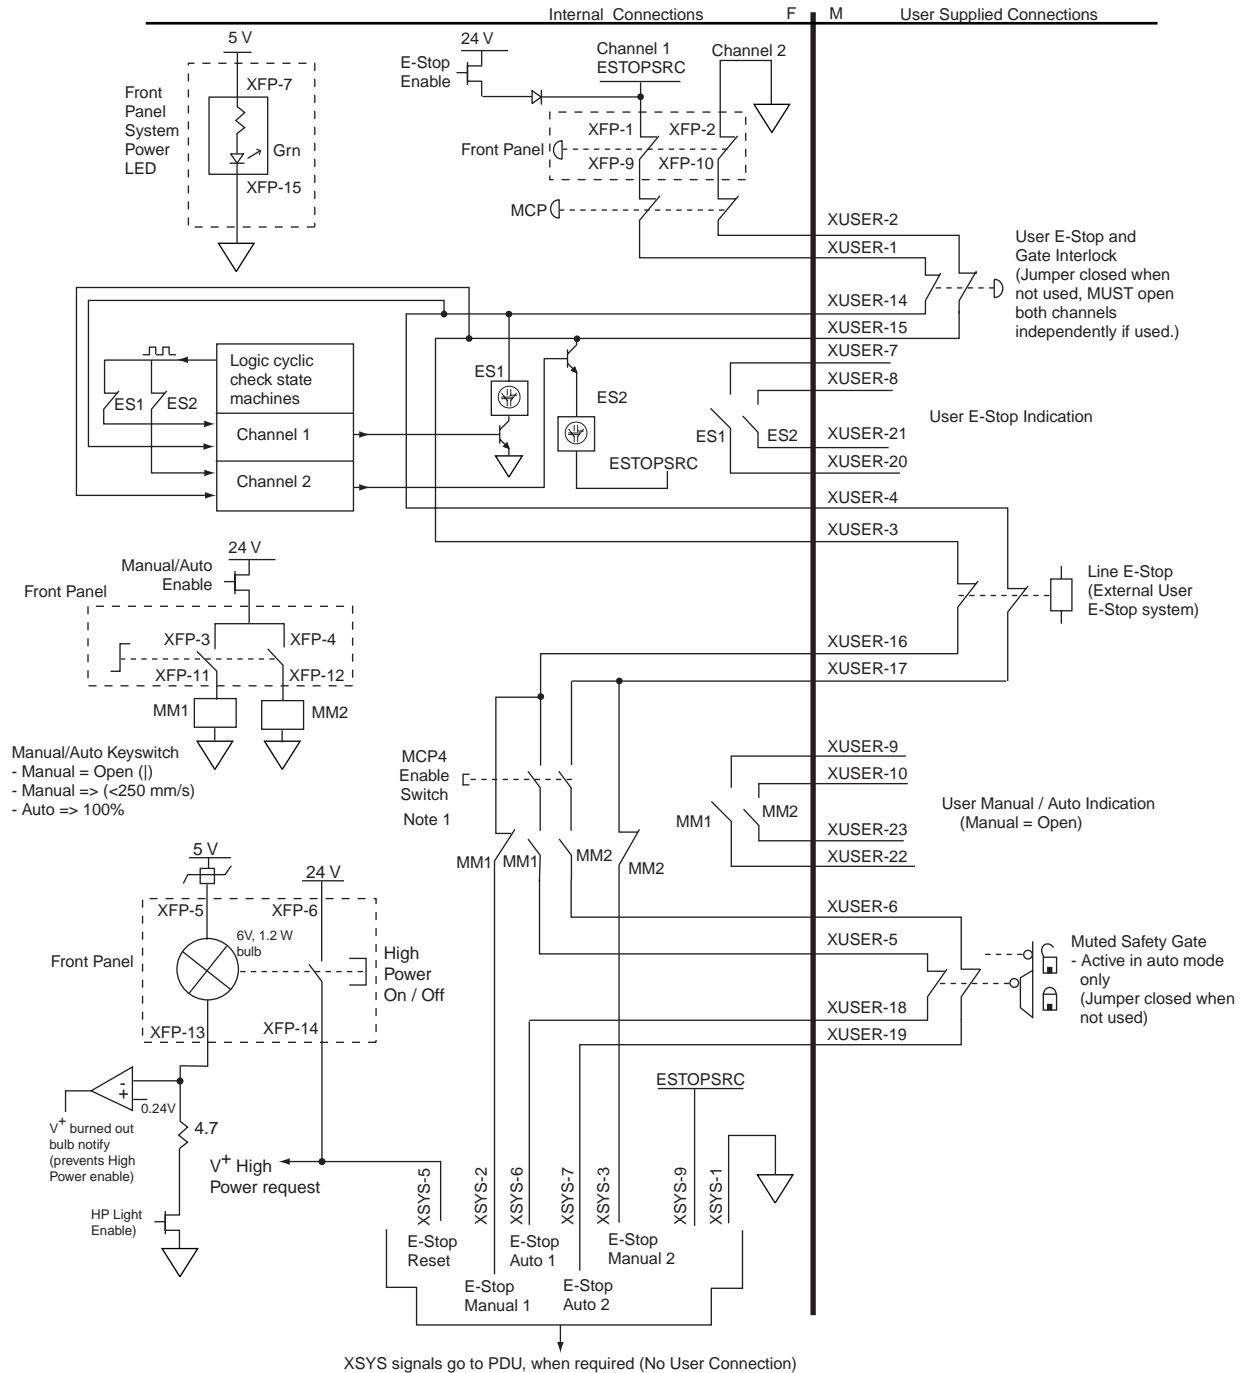 Internal Connections
F
M
User Supplied Connections
5 V
XFP-7
Front
Panel
System
Power
LED
Grn
XFP-15
24 V
E-Stop
Enable
Channel 1
ESTOPSRC
Channel 2
XFP-1
XFP-2
Front Panel
XFP-9
XFP-10
MCP
XUSER-2
XUSER-1
User E-Stop and
Gate Interlock
(Jumper closed when
not used, MUST open
both channels
independently if used.)
XUSER-14
XUSER-15
XUSER-7
XUSER-8
User E-Stop Indication
XUSER-21
XUSER-20
ES1
ES2
Logic cyclic
check state
machines
Channel 1
Channel 2
ES1
ES2
ES1
ES2
ESTOPSRC
XUSER-4
XUSER-3
Line E-Stop
(External User
E-Stop system)
XUSER-16
XUSER-17
24 V
Manual/Auto
Enable
Front Panel
XFP-3
XFP-4
XFP-11
XFP-12
MM1
MM2
Manual/Auto Keyswitch
- Manual = Open (|)
- Manual => (<250 mm/s)
- Auto => 100%
MCP4
Enable
Switch
Note 1
MM1
MM1
MM2
MM2
XUSER-9
XUSER-10
MM1
MM2
XUSER-23
XUSER-22
User Manual / Auto Indication
(Manual = Open)
XUSER-6
XUSER-5
XUSER-18
XUSER-19
Muted Safety Gate
- Active in auto mode
only
(Jumper closed when
not used)
5 V
24 V
XFP-5
XFP-6
6V, 1.2 W
bulb
Front Panel
High
Power
On / Off
XFP-13
XFP-14
-
+
0.24V
V+ burned out
bulb notify
(prevents High
Power enable)
4.7
HP Light
Enable)
V+ High
Power request
ESTOPSRC
XSYS-5
XSYS-2
XSYS-6
XSYS-7
XSYS-3
XSYS-9
XSYS-1
E-Stop
Reset
E-Stop
Manual 1
E-Stop
Auto 1
E-Stop
Auto 2
E-Stop
Manual 2
XSYS signals go to PDU, when required (No User Connection)